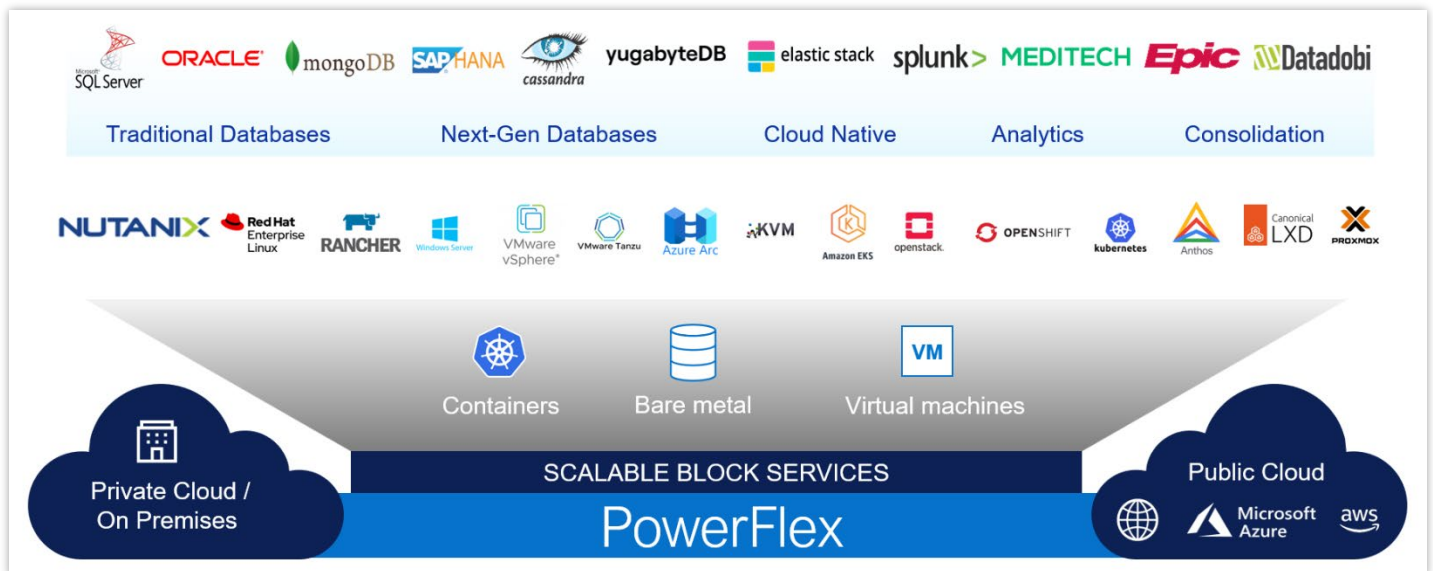 Microsoft
SQL Server
ORACLE
mongoDB
SAP HANA
cassandra
yugabyteDB
elastic stack
splunk>
MEDITECH
Epic
Datadobi
Traditional Databases
Next-Gen Databases
Cloud Native
Analytics
Consolidation
NUTANIX
Red Hat
Enterprise
Linux
RANCHER
Windows Server
VMware
vSphere®
VMware Tanzu
Azure Arc
KVM
K
Amazon EKS
openstack.
OPENSHIFT
kubernetes
Anthos
Canonical
LXD
PROXMOX
VM
Containers
Bare metal
Virtual machines
Private Cloud /
On Premises
SCALABLE BLOCK SERVICES
PowerFlex
Public Cloud
Microsoft
Azure
aws